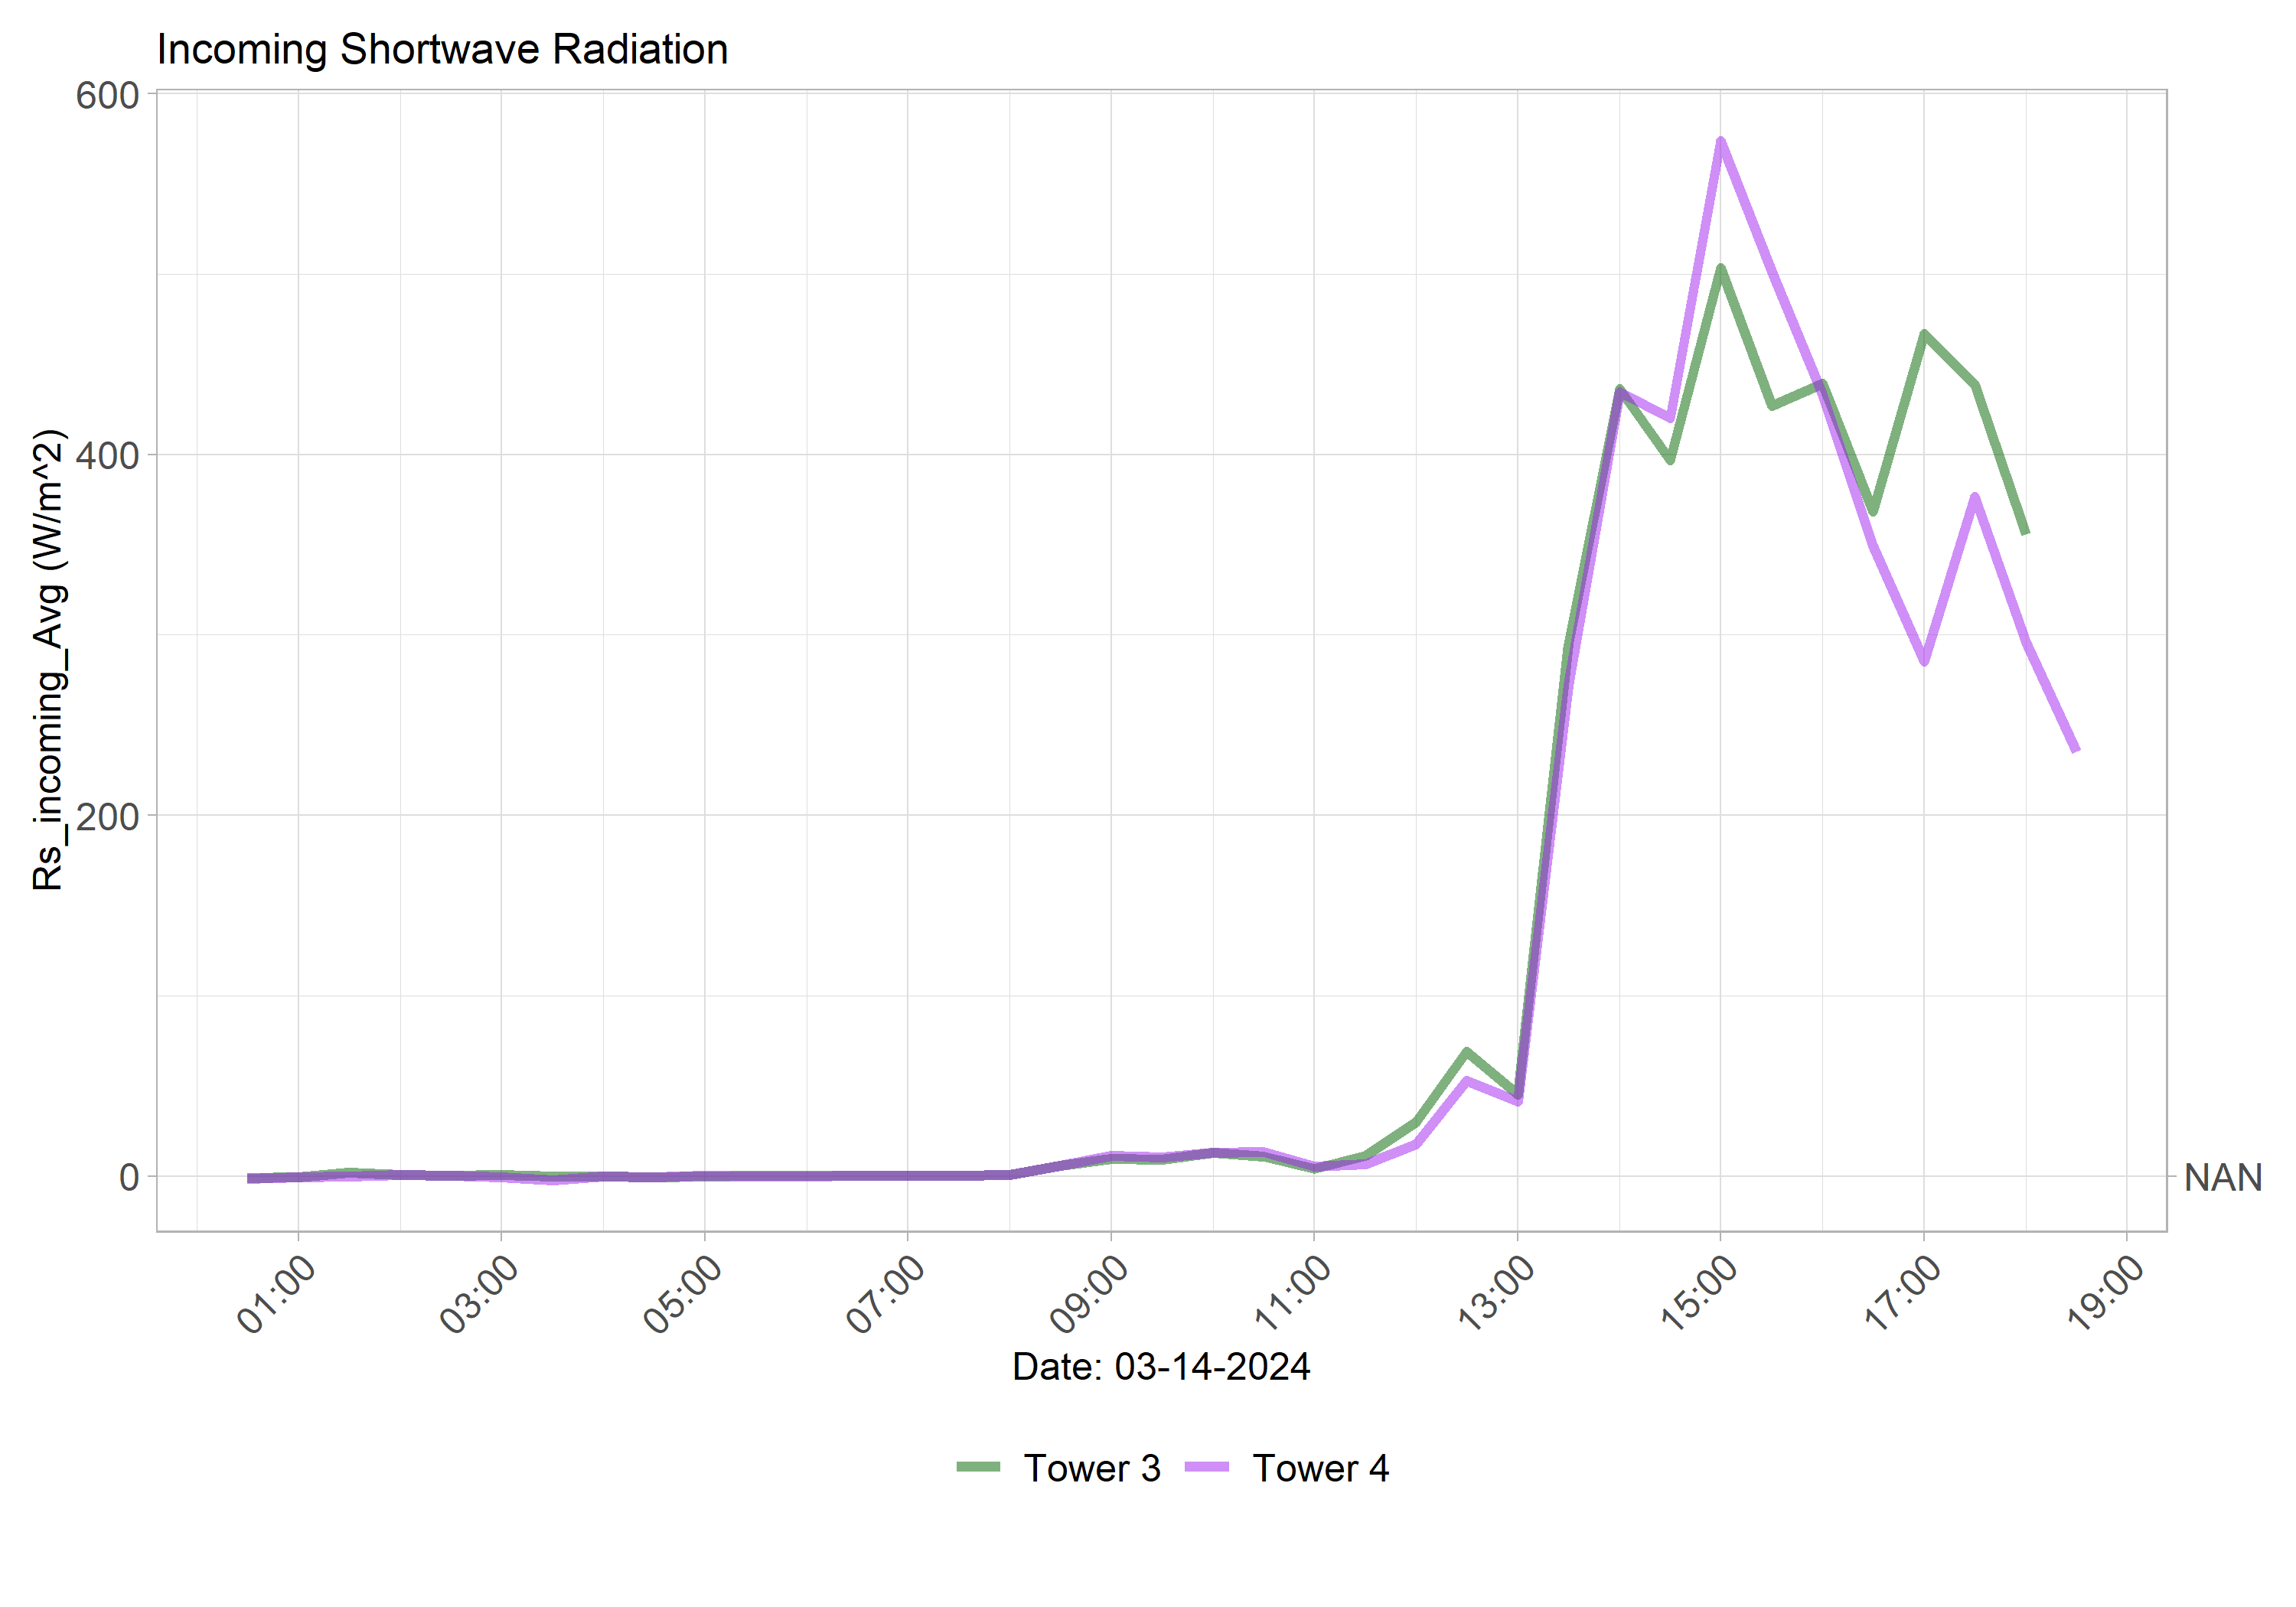 Incoming Shortwave Radiation
Rs_incoming_Avg (W/m^2)
600
400
200
0
NAN
01:00 03:00 05:00 07:00 09:00 11:00 13:00 15:00 17:00 19:00
Date: 03-14-2024
Tower 3 Tower 4